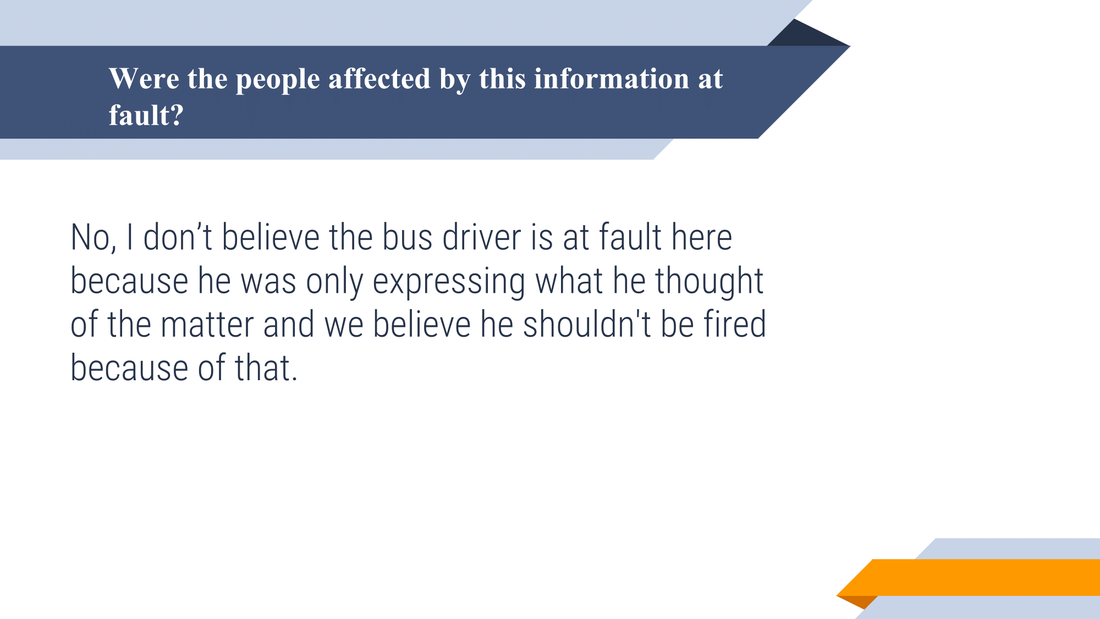 Were the people affected by this information at
fault?
No, I don’t believe the bus driver is at fault here
because he was only expressing what he thought
of the matter and we believe he shouldn't be fired
because of that.